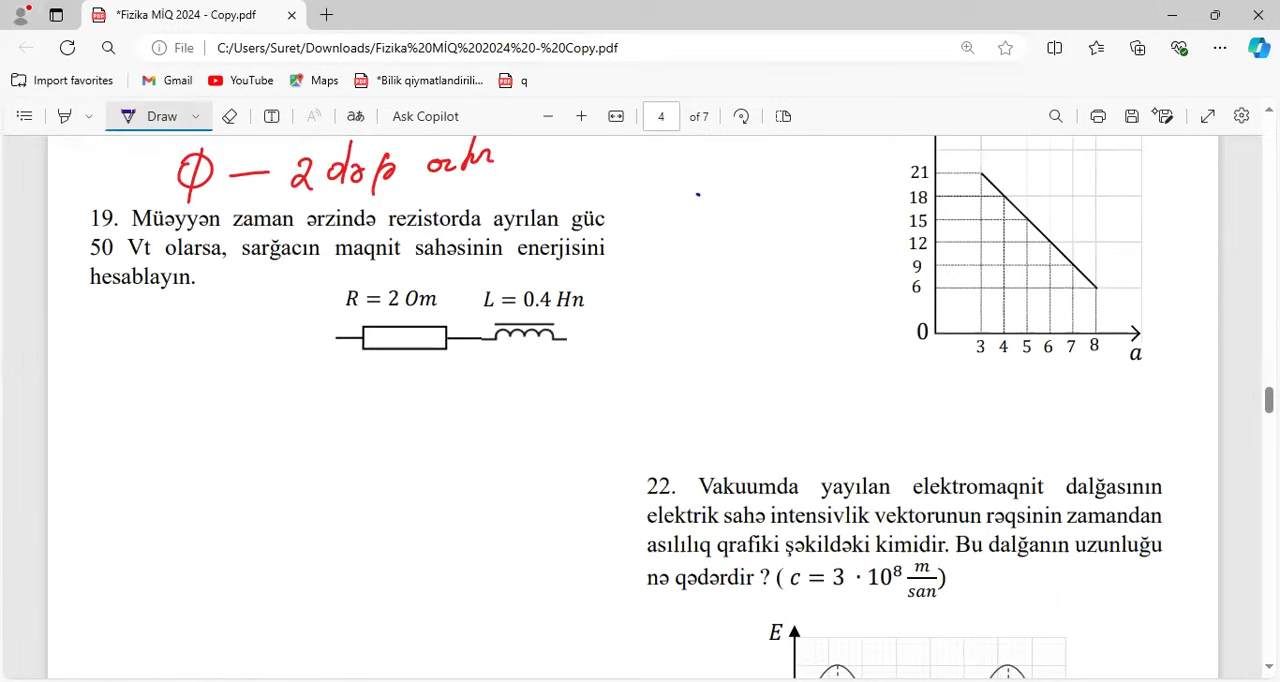 *Fizika MİQ 2024 - Copy.pdf
File
C:/Users/Suret/Downloads/Fizika%20MİQ%202024%20-%20Copy.pdf
Import favorites
Gmail
YouTube
Maps
*Bilik qiymatlandirili...
q
Draw
aあ
Ask Copilot
4
of 7
Φ — 2 dəfə
19. Müəyyən zaman ərzində rezistorda ayrılan güc
50 Vt olarsa, sarğacın maqnit sahəsinin enerjisini
hesablayın.
R = 2 Om
L = 0.4 Hn
21
18
15
12
9
6
0
3 4 5 6 7 8
a
22. Vakuumda yayılan elektromaqnit dalğasının
elektrik sahə intensivlik vektorunun rəqsinin zamandan
asılılıq qrafiki şəkildəki kimidir. Bu dalğanın uzunluğu
nə qədərdir ? ( c = 3 · 10⁸ m/san)
E